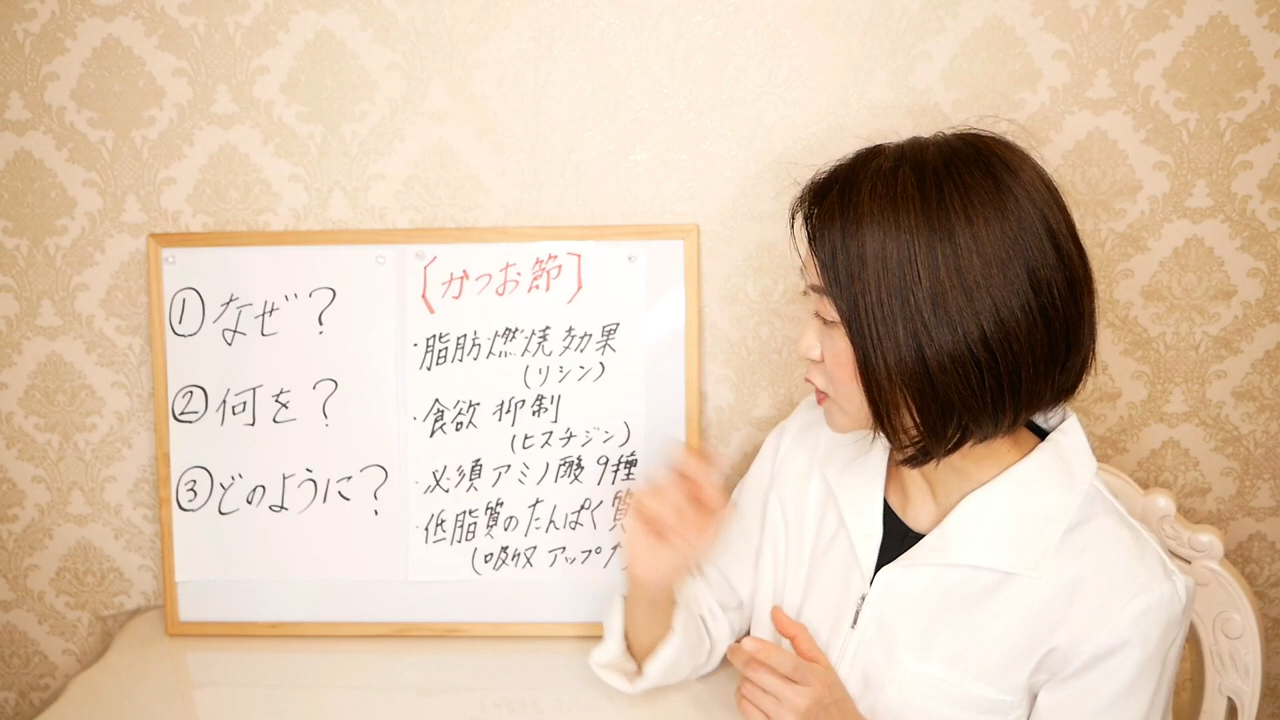 ①なぜ?
②何を?
③どのように?
[かつお節]
・脂肪燃焼効果
(リシン)
・食欲抑制
(ヒスチジン)
・必須アミノ酸9種
・低脂質のたんぱく質
(吸収アップ